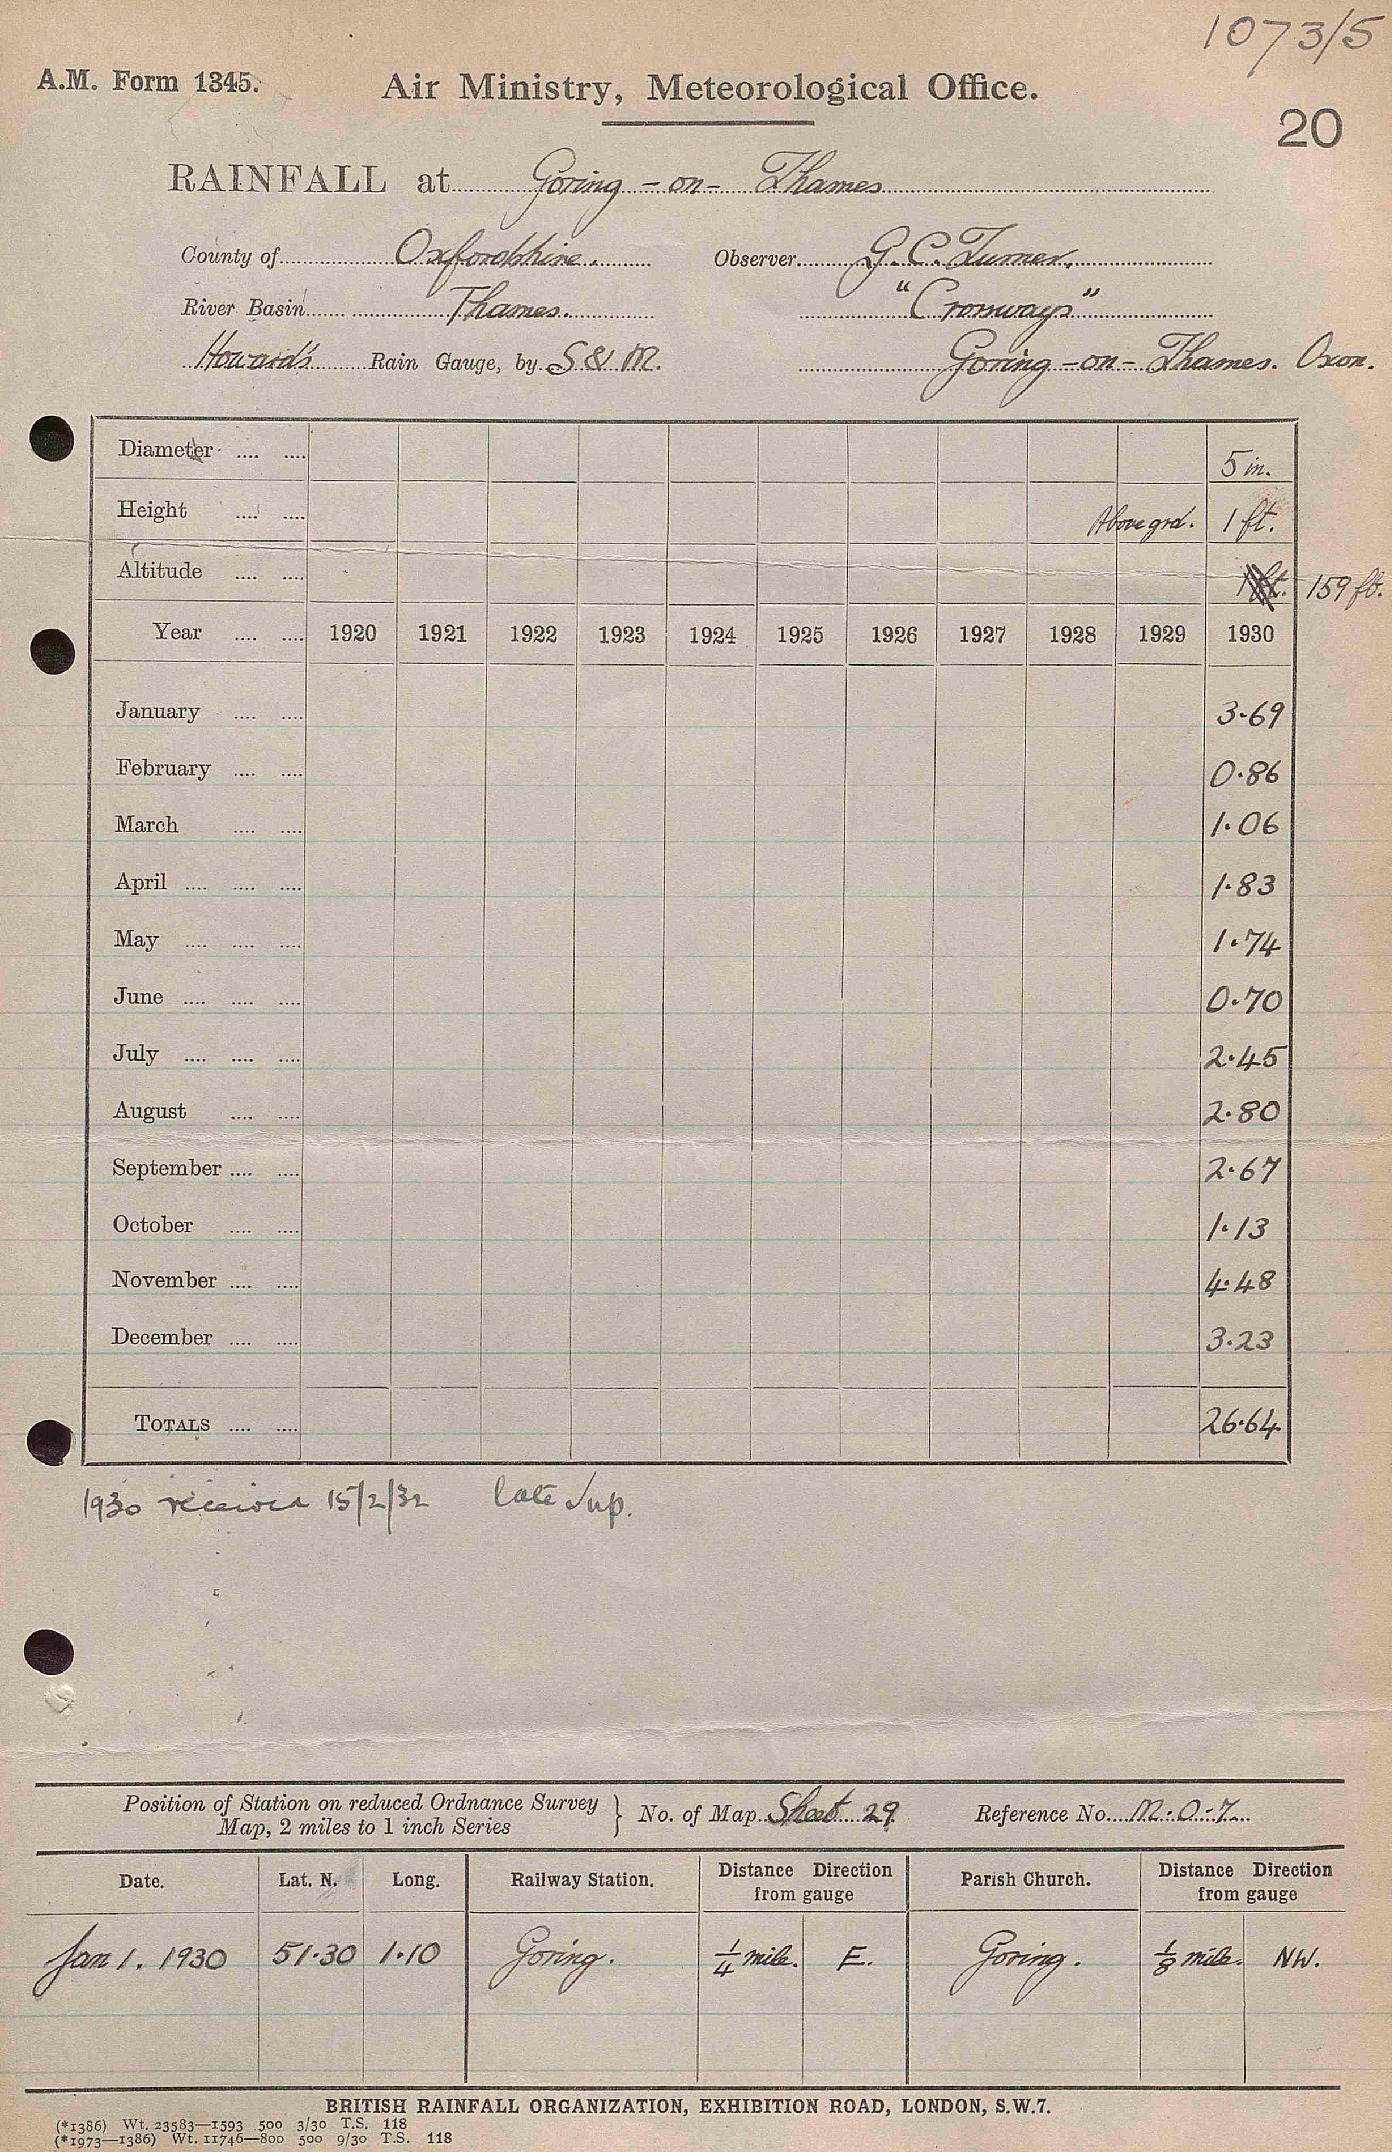 1073/5
A.M. Form 1345.
Air Ministry, Meteorological Office.
20
RAINFALL at Goring-on-Thames
County of Oxfordshire. Observer G.C. Turner.
River Basin Thames. "Cromways"
Howard's Rain Gauge, by S & M. Goring-on-Thames. Oxon.
Diameter .... .... 5 in.
Height .... .... Above grd. 1 ft.
Altitude .... .... 1 ft. 159 ft.
Year .... .... 1920 1921 1922 1923 1924 1925 1926 1927 1928 1929 1930
January .... .... 3.69
February .... .... 0.86
March .... .... 1.06
April .... .... .... 1.83
May .... .... .... 1.74
June .... .... .... 0.70
July .... .... .... 2.45
August .... .... 2.80
September .... .... 2.67
October .... .... 1.13
November .... .... 4.48
December .... .... 3.23
TOTALS .... .... 26.64
1930 received 15/2/32 late sup.
Position of Station on reduced Ordnance Survey Map, 2 miles to 1 inch Series } No. of Map Sheet 29 Reference No. M.O.7
Date. Lat. N. Long. Railway Station. Distance Direction from gauge Parish Church. Distance Direction from gauge
Jan 1. 1930 51.30 1.10 Goring. 1/4 mile. E. Goring. 1/8 mile. NW.
BRITISH RAINFALL ORGANIZATION, EXHIBITION ROAD, LONDON, S.W.7.
(*1386) Wt. 23583—1593 500 3/30 T.S. 118
(*1973—1386) Wt. 11746—800 500 9/30 T.S. 118